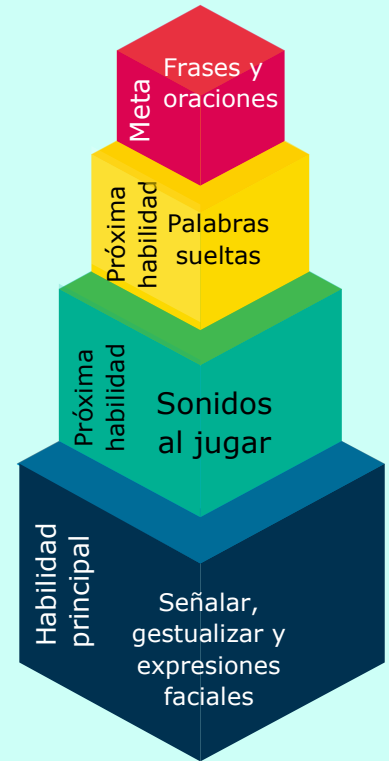 Meta
Frases y
oraciones
Próxima
habilidad
Palabras
sueltas
Próxima
habilidad
Sonidos
al jugar
Habilidad
principal
Señalar,
gestualizar y
expresiones
faciales